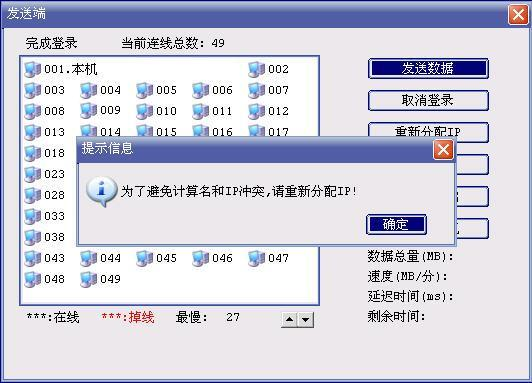 发送端
完成登录 当前连线总数: 49
001.本机 002
003 004 005 006 007
008 009 010 011 012
013 014 015 016 017
018
023
028
033
038
043 044 045 046 047
048 049
发送数据
取消登录
重新分配IP
提示信息
为了避免计算名和IP冲突,请重新分配IP!
确定
数据总量(MB):
速度(MB/分):
延迟时间(ms):
剩余时间:
***:在线 ***:掉线 最慢: 27